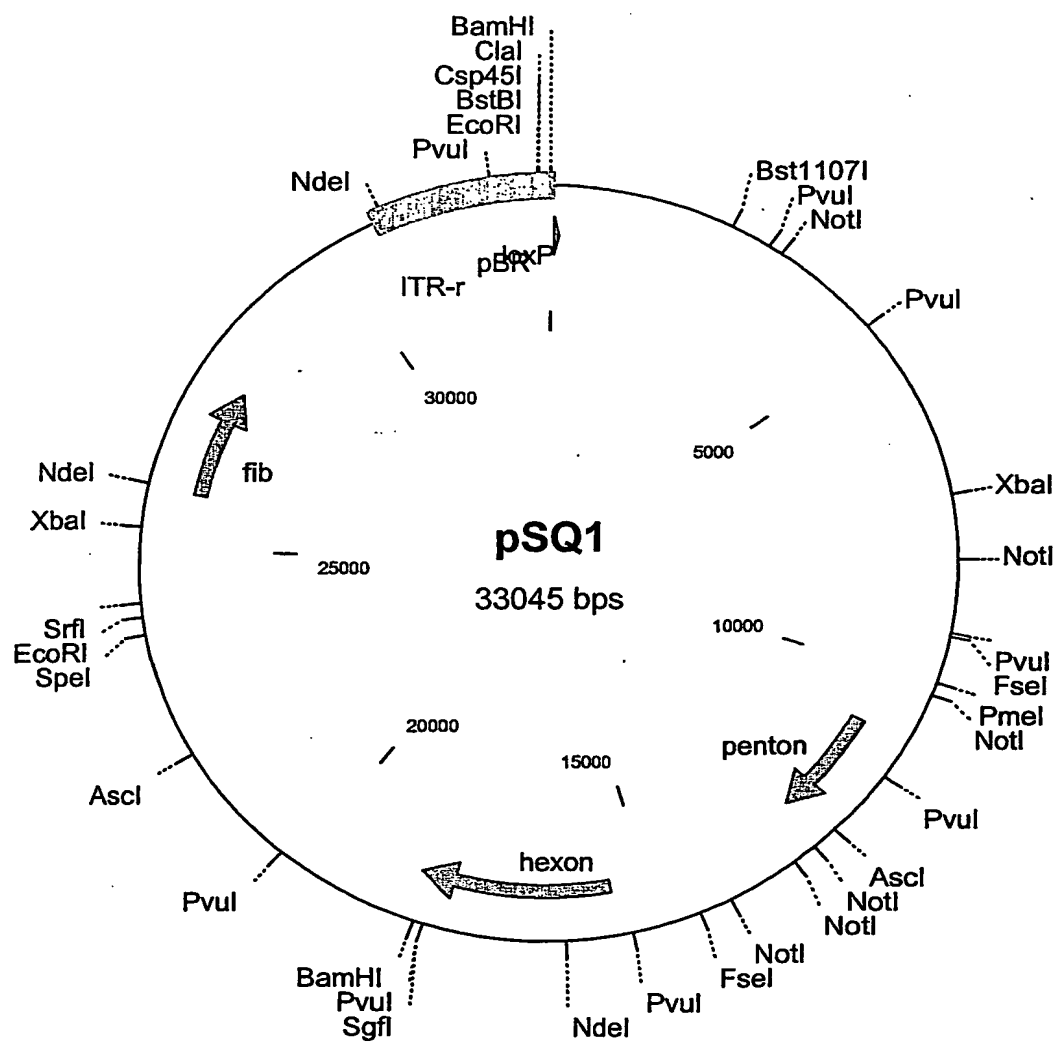 BamHI
ClaI
Csp45I
BstBI
EcoRI
PvuI
NdeI
Bst1107I
PvuI
NotI
loxP
pBR
ITR-r
PvuI
30000
5000
fib
NdeI
XbaI
XbaI
NotI
pSQ1
33045 bps
25000
10000
SrfI
EcoRI
SpeI
PvuI
FseI
PmeI
NotI
penton
20000
15000
AscI
PvuI
hexon
AscI
NotI
NotI
PvuI
NotI
FseI
BamHI
PvuI
SgfI
PvuI
NdeI